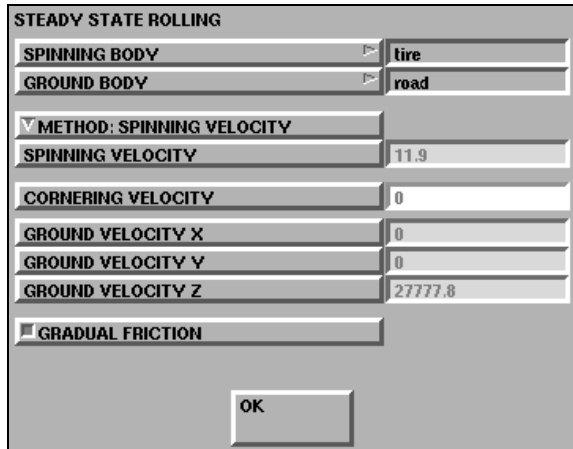 STEADY STATE ROLLING
SPINNING BODY tire
GROUND BODY road
METHOD: SPINNING VELOCITY
SPINNING VELOCITY 11.9
CORNERING VELOCITY 0
GROUND VELOCITY X 0
GROUND VELOCITY Y 0
GROUND VELOCITY Z 27777.8
GRADUAL FRICTION
OK